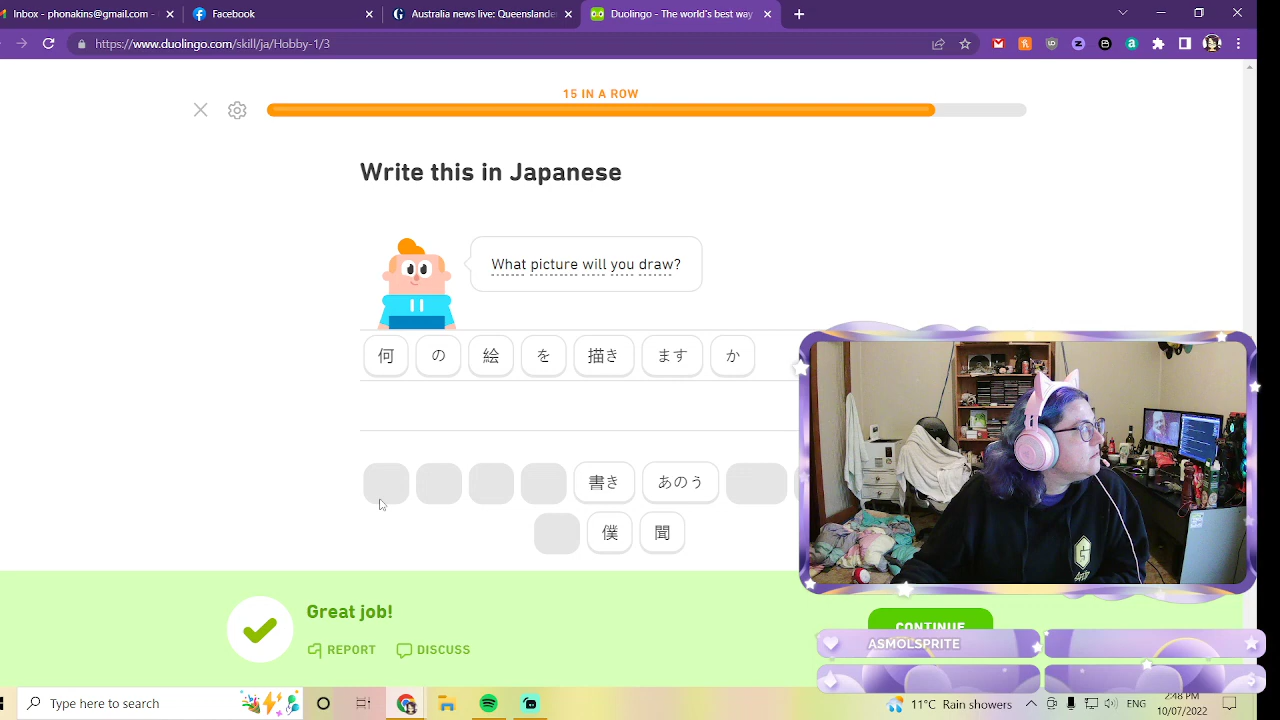 Inbox - phonakins@gmail.com
Facebook
Australia news live: Queenslande
Duolingo - The world's best way
https://www.duolingo.com/skill/ja/Hobby-1/3
15 IN A ROW
Write this in Japanese
What picture will you draw?
何 の 絵 を 描き ます か
書き あのう
僕 聞
Great job!
REPORT DISCUSS
CONTINUE
ASMOLSPRITE
Type here to search
11°C Rain showers
ENG
2:48 PM
10/07/2022